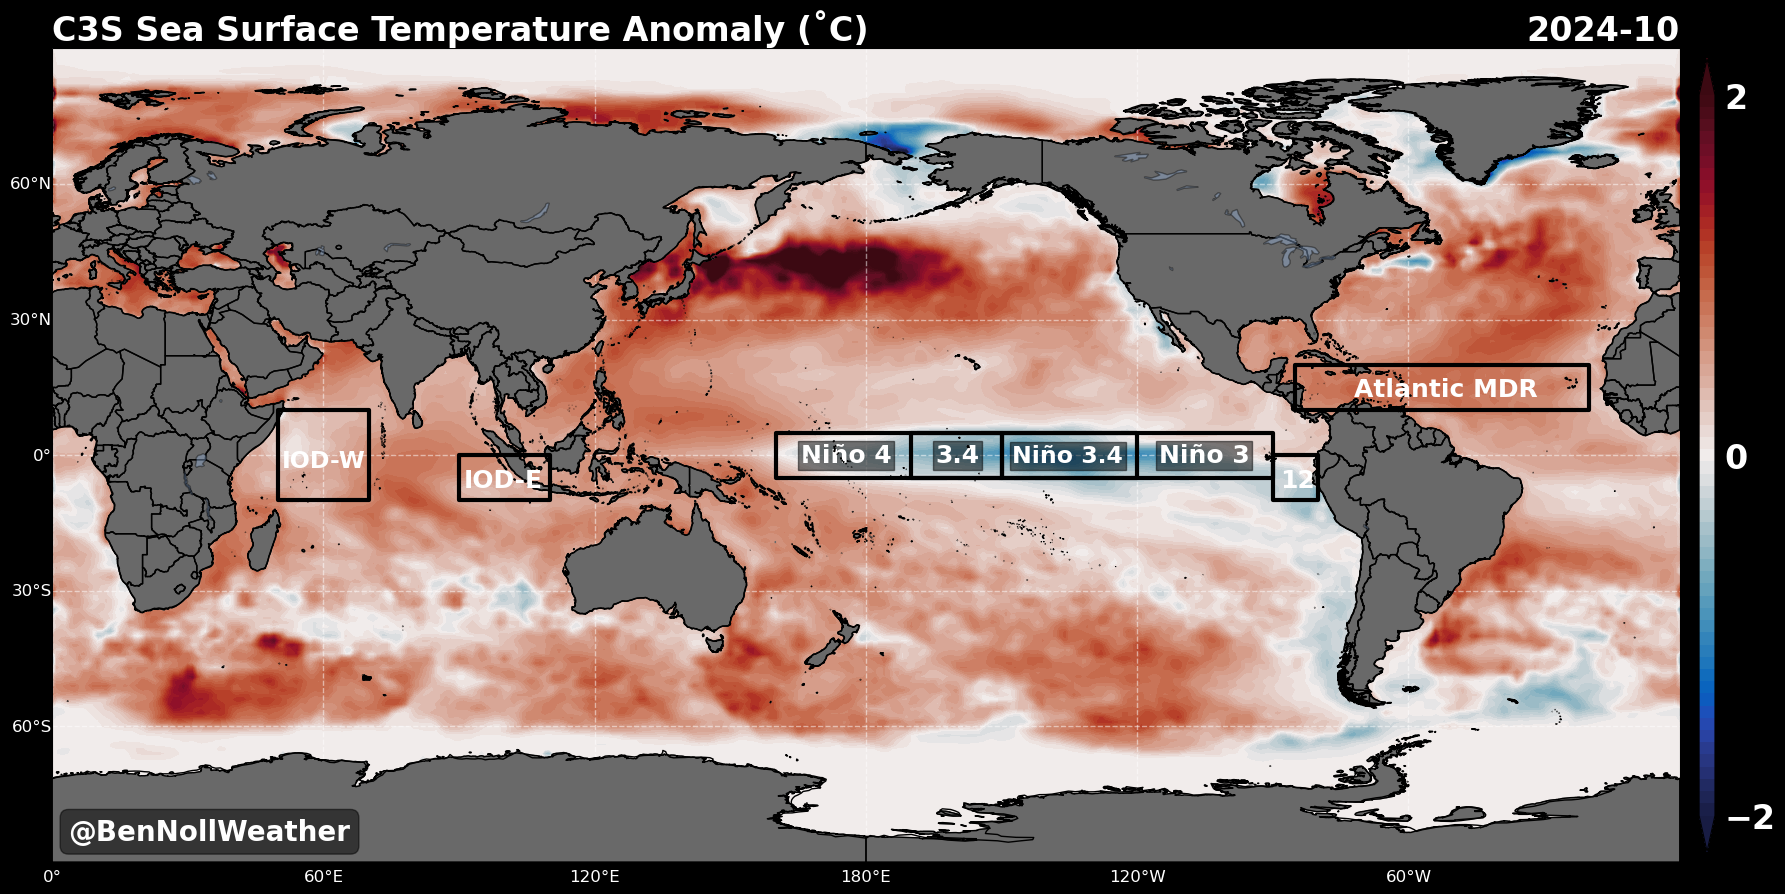 C3S Sea Surface Temperature Anomaly (˚C)
2024-10
2
0
−2
60°N
30°N
0°
30°S
60°S
Atlantic MDR
IOD-W
IOD-E
Niño 4
3.4
Niño 3.4
Niño 3
12
@BenNollWeather
0°
60°E
120°E
180°E
120°W
60°W